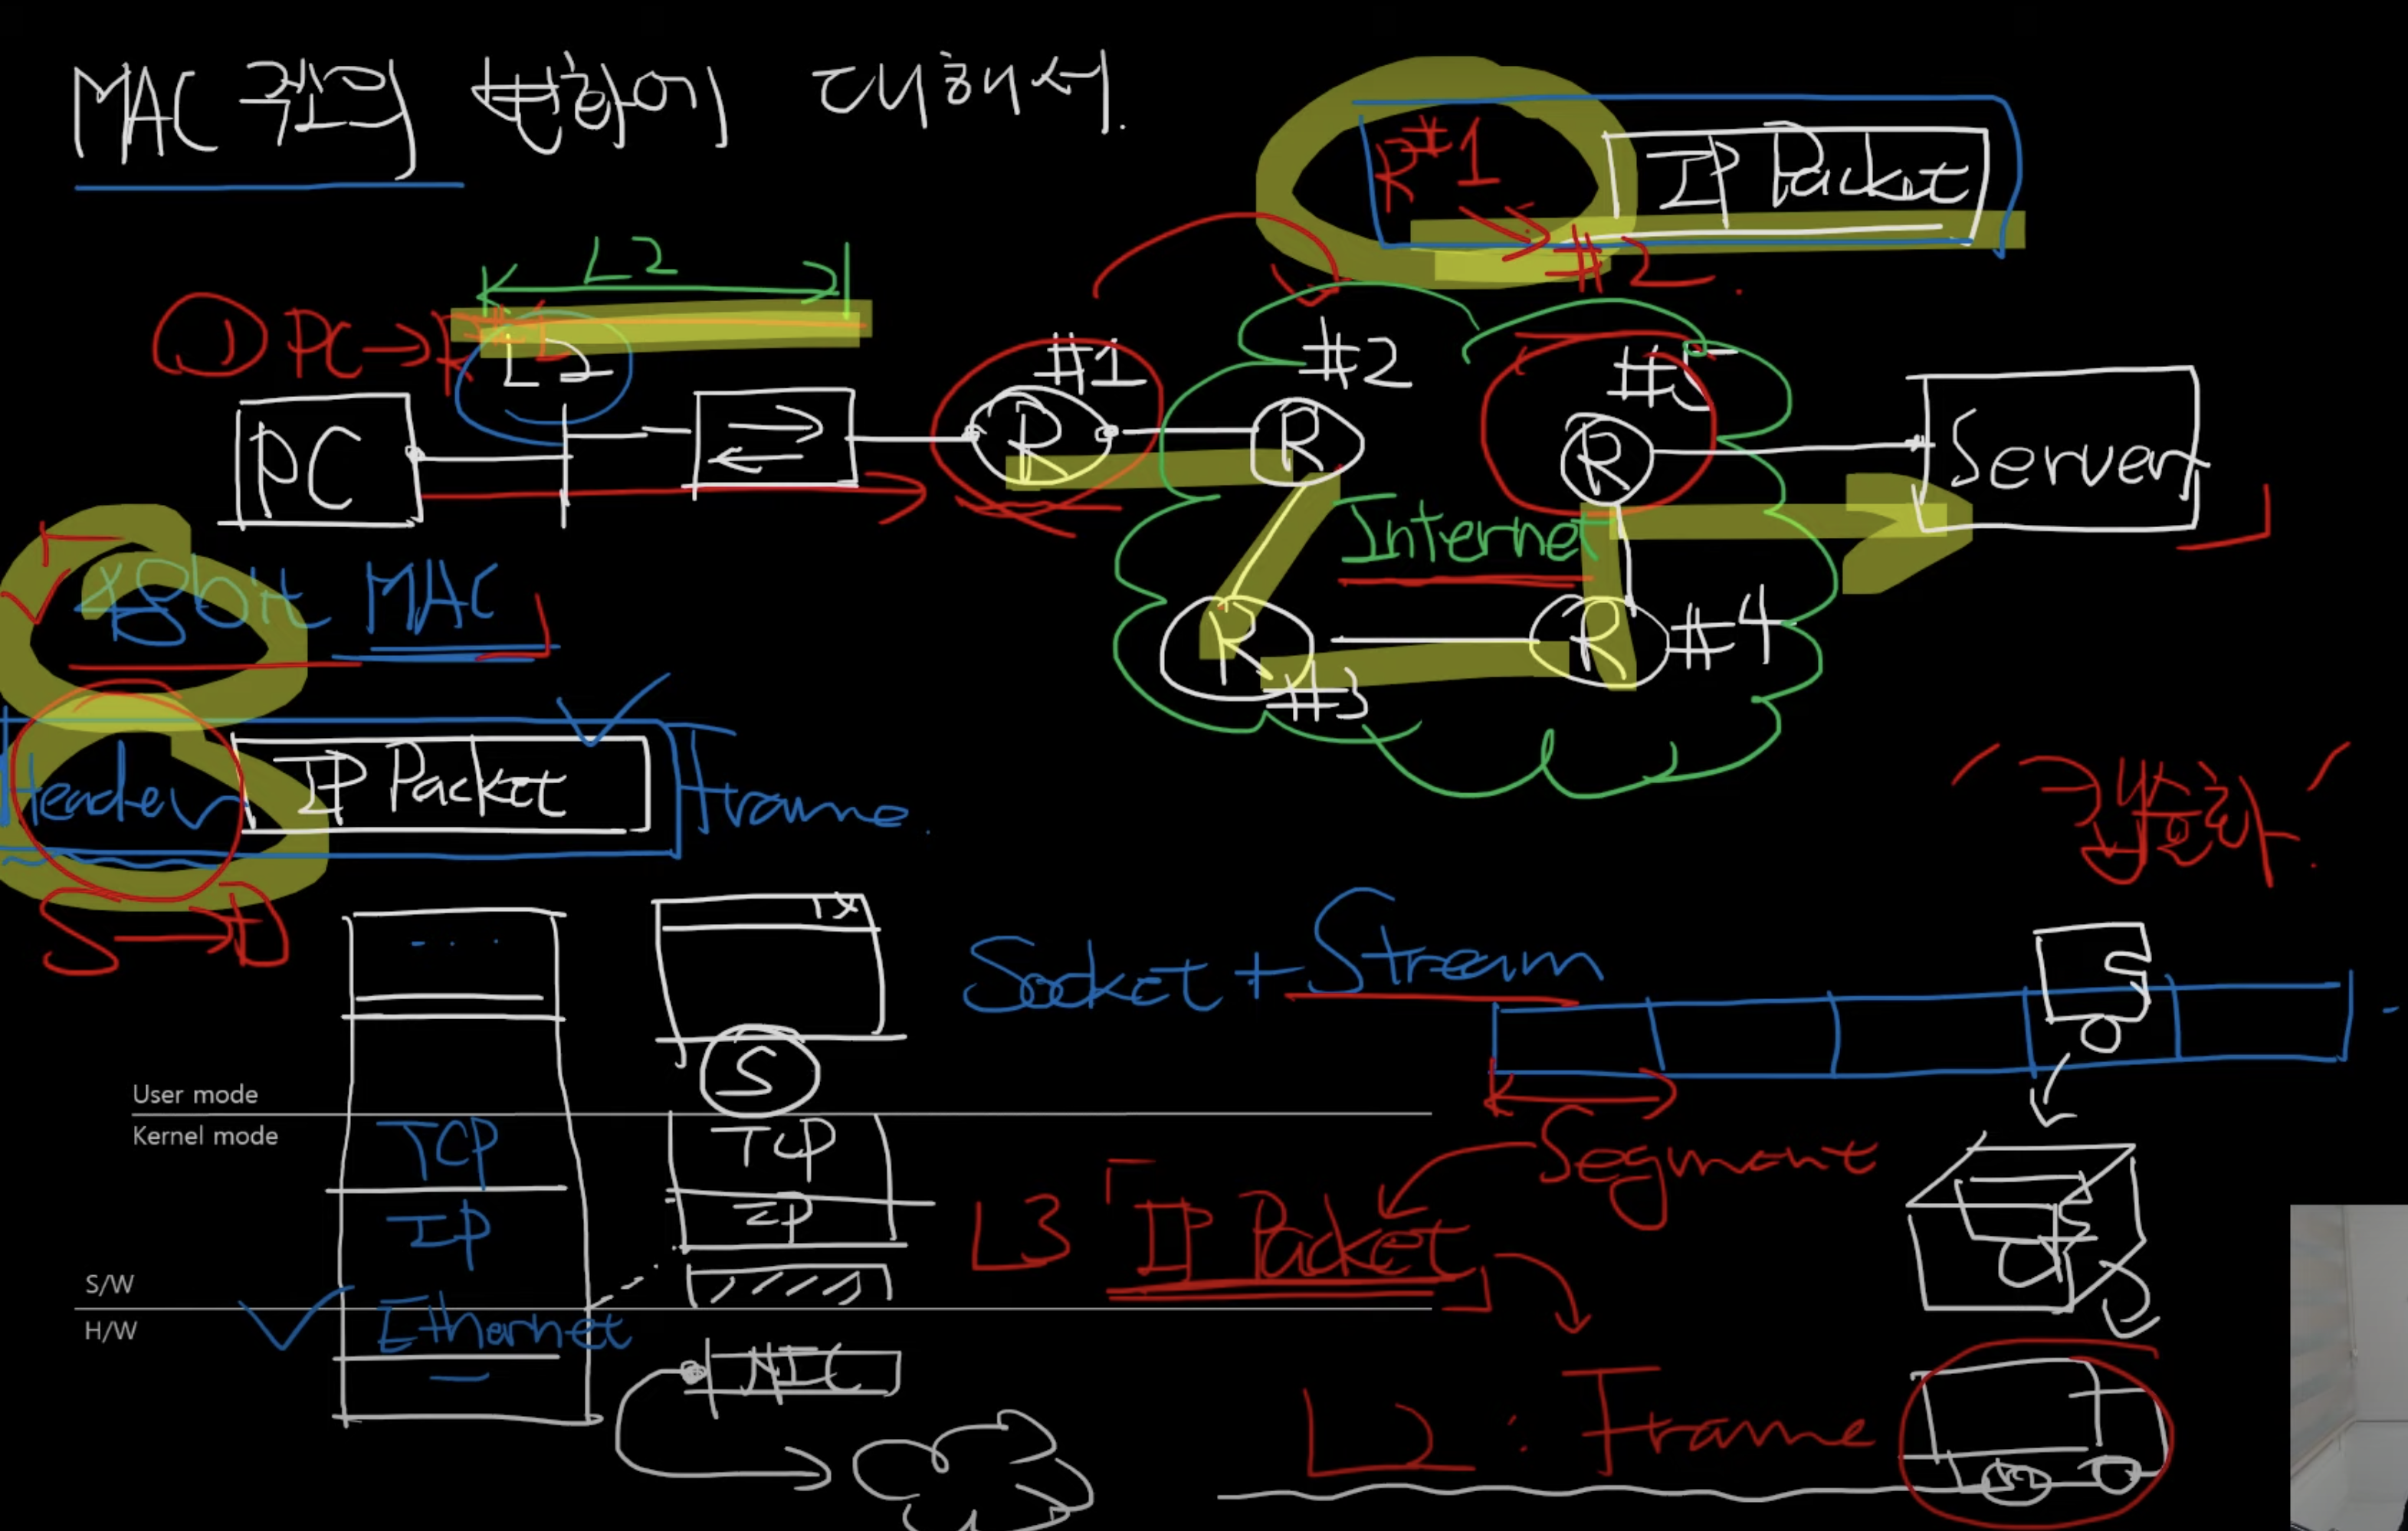 MAC 주소의 변화에 대해서.
R#1
IP Packet
→ #2.
L2
① PC → R#1
L2
#1
#2
#5
PC
R
R
R
Server
Internet
48bit MAC
R
#3
R
#4
Header
IP Packet
Frame.
'캡슐화.'
S → D
...
TX
Socket + Stream
S
User mode
Kernel mode
TCP
TCP
Segment
IP
IP
L3 IP Packet
S/W
H/W
Ethernet
NIC
L2 : Frame